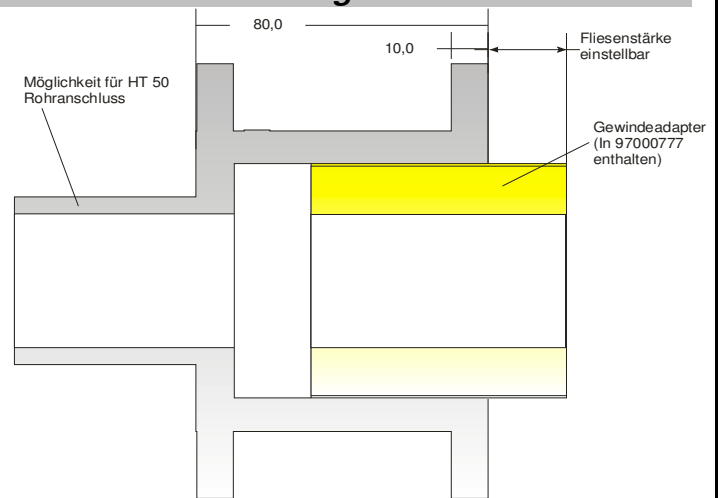 80,0
10,0
Fliesenstärke
einstellbar
Möglichkeit für HT 50
Rohranschluss
Gewindeadapter
(In 97000777
enthalten)